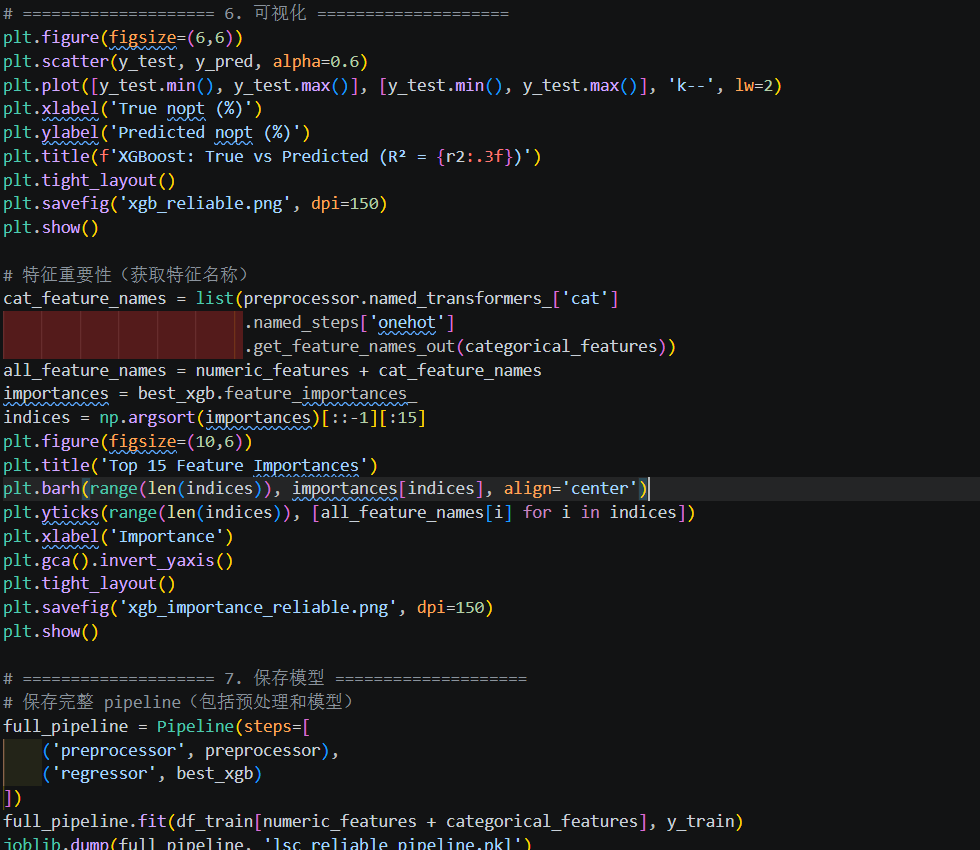 # ==================== 6. 可视化 ====================
plt.figure(figsize=(6,6))
plt.scatter(y_test, y_pred, alpha=0.6)
plt.plot([y_test.min(), y_test.max()], [y_test.min(), y_test.max()], 'k--', lw=2)
plt.xlabel('True nopt (%)')
plt.ylabel('Predicted nopt (%)')
plt.title(f'XGBoost: True vs Predicted (R² = {r2:.3f})')
plt.tight_layout()
plt.savefig('xgb_reliable.png', dpi=150)
plt.show()

# 特征重要性（获取特征名称）
cat_feature_names = list(preprocessor.named_transformers_['cat']
                         .named_steps['onehot']
                         .get_feature_names_out(categorical_features))
all_feature_names = numeric_features + cat_feature_names
importances = best_xgb.feature_importances_
indices = np.argsort(importances)[::-1][:15]
plt.figure(figsize=(10,6))
plt.title('Top 15 Feature Importances')
plt.barh(range(len(indices)), importances[indices], align='center')
plt.yticks(range(len(indices)), [all_feature_names[i] for i in indices])
plt.xlabel('Importance')
plt.gca().invert_yaxis()
plt.tight_layout()
plt.savefig('xgb_importance_reliable.png', dpi=150)
plt.show()

# ==================== 7. 保存模型 ====================
# 保存完整 pipeline（包括预处理和模型）
full_pipeline = Pipeline(steps=[
    ('preprocessor', preprocessor),
    ('regressor', best_xgb)
])
full_pipeline.fit(df_train[numeric_features + categorical_features], y_train)
joblib.dump(full_pipeline, 'lsc_reliable_pipeline.pkl')